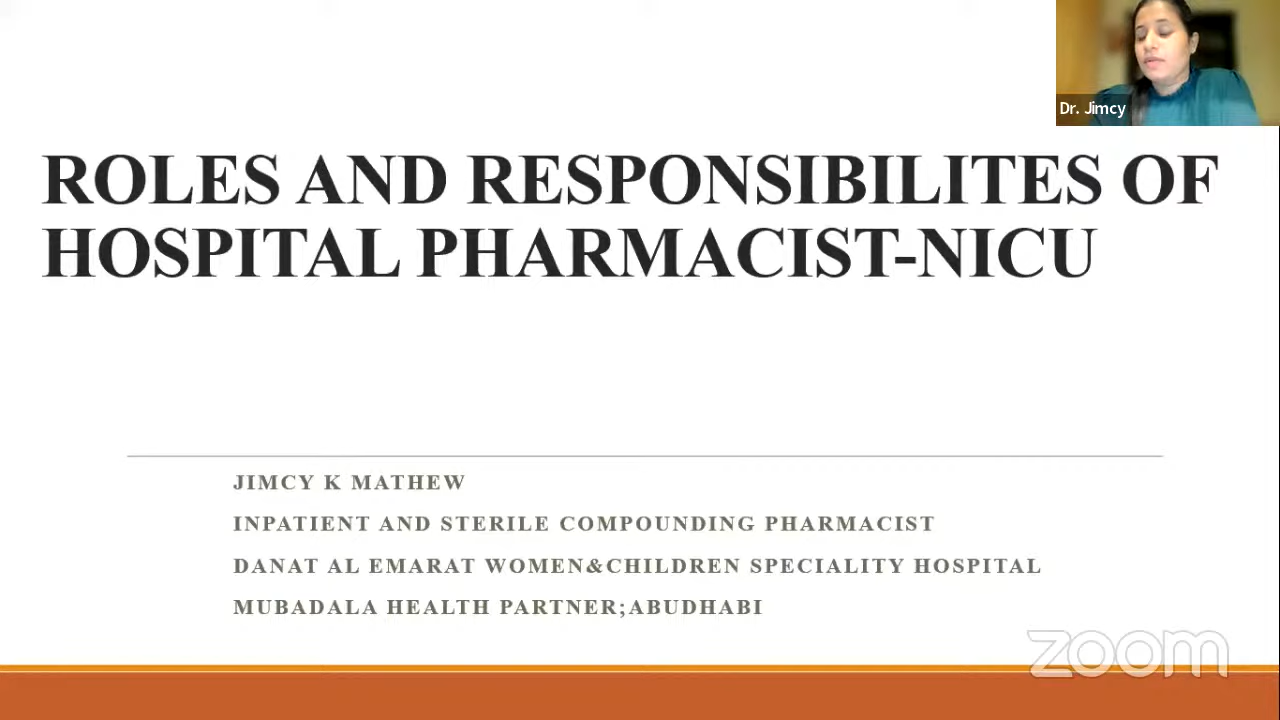 Dr. Jimcy
ROLES AND RESPONSIBILITES OF
HOSPITAL PHARMACIST-NICU
JIMCY K MATHEW
INPATIENT AND STERILE COMPOUNDING PHARMACIST
DANAT AL EMARAT WOMEN&CHILDREN SPECIALITY HOSPITAL
MUBADALA HEALTH PARTNER;ABUDHABI
zoom